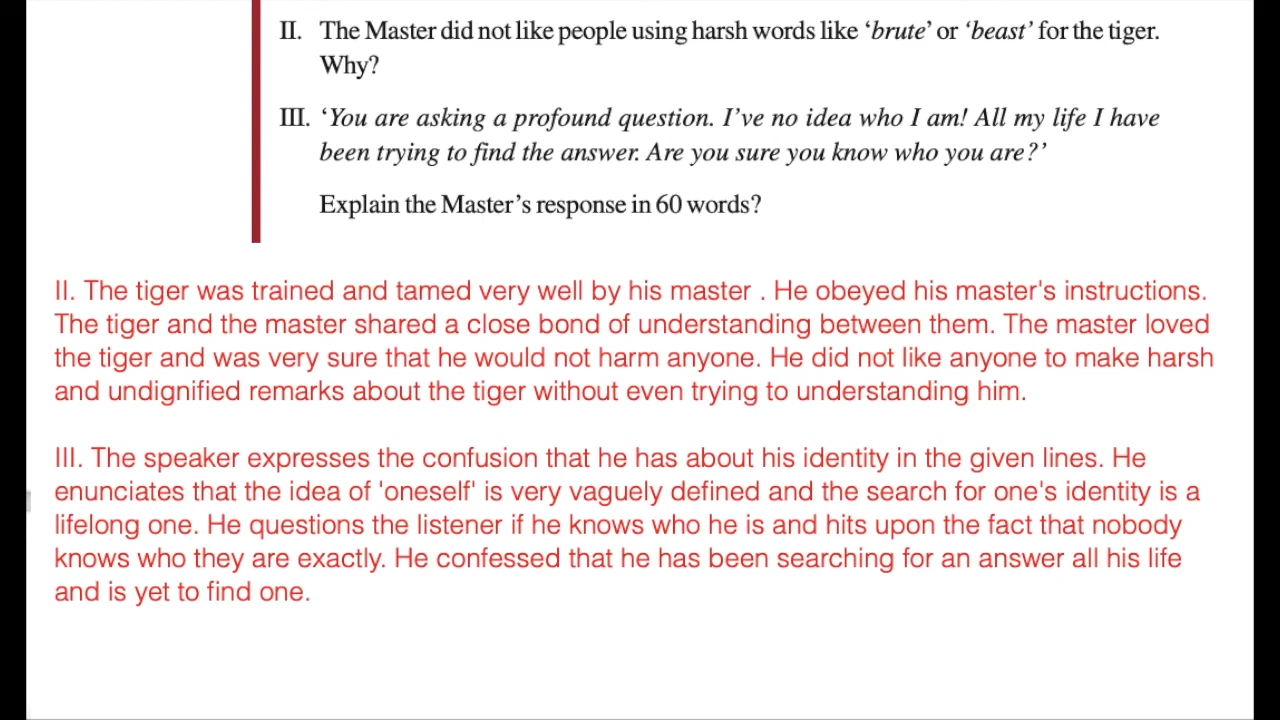 II. The Master did not like people using harsh words like ‘brute’ or ‘beast’ for the tiger.
Why?
III. ‘You are asking a profound question. I’ve no idea who I am! All my life I have
been trying to find the answer. Are you sure you know who you are?’
Explain the Master’s response in 60 words?
II. The tiger was trained and tamed very well by his master . He obeyed his master's instructions.
The tiger and the master shared a close bond of understanding between them. The master loved
the tiger and was very sure that he would not harm anyone. He did not like anyone to make harsh
and undignified remarks about the tiger without even trying to understanding him.
III. The speaker expresses the confusion that he has about his identity in the given lines. He
enunciates that the idea of 'oneself' is very vaguely defined and the search for one's identity is a
lifelong one. He questions the listener if he knows who he is and hits upon the fact that nobody
knows who they are exactly. He confessed that he has been searching for an answer all his life
and is yet to find one.